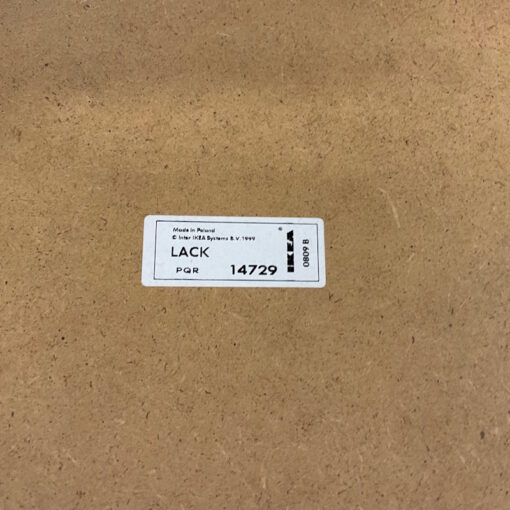 Made in Poland
© Inter IKEA Systems B.V. 1999
LACK
PQR 14729
IKEA ®
0809 B